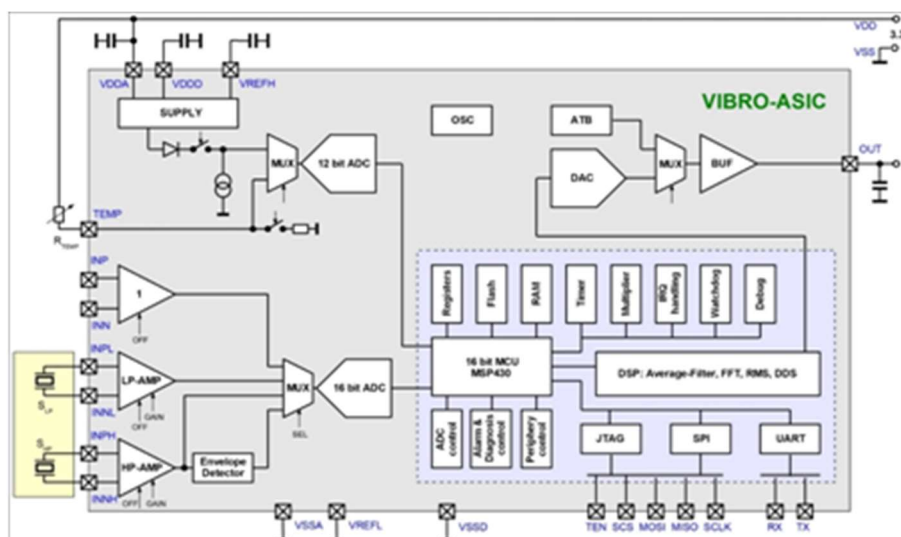 VDD
3.3
VSS
VDDA
VDDD
VREFH
VIBRO-ASIC
SUPPLY
OSC
ATB
OUT
MUX
12 bit ADC
DAC
MUX
BUF
TEMP
R TEMP
INP
1
INN
OFF
Registers
Flash
RAM
Timer
Multiplier
IRQ
handling
Watchdog
Debug
INPL
LP-AMP
INNL
GAIN
OFF
MUX
16 bit ADC
SEL
16 bit MCU
MSP430
DSP: Average-Filter, FFT, RMS, DDS
S LP
INPH
HP-AMP
INNH
OFF
GAIN
Envelope
Detector
ADC
control
Alarm &
Diagnosis
control
Periphery
control
JTAG
SPI
UART
VSSA
VREFL
VSSD
TEN
SCS
MOSI
MISO
SCLK
RX
TX